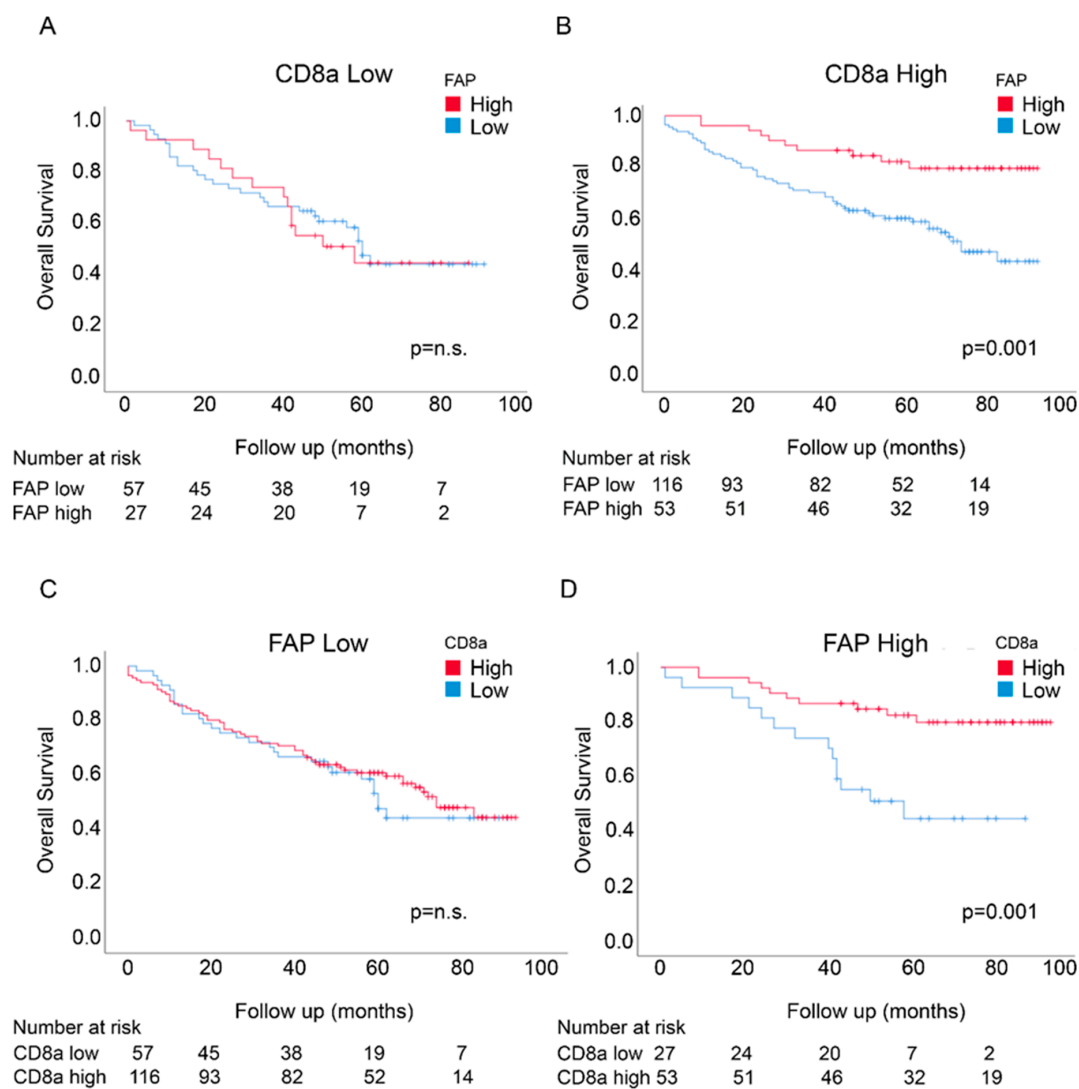 A
CD8a Low
FAP
High
Low
1.0
0.8
0.6
0.4
0.2
0.0
Overall Survival
p=n.s.
0 20 40 60 80 100
Follow up (months)
Number at risk
FAP low 57 45 38 19 7
FAP high 27 24 20 7 2
B
CD8a High
FAP
High
Low
1.0
0.8
0.6
0.4
0.2
0.0
Overall Survival
p=0.001
0 20 40 60 80 100
Follow up (months)
Number at risk
FAP low 116 93 82 52 14
FAP high 53 51 46 32 19
C
FAP Low
CD8a
High
Low
1.0
0.8
0.6
0.4
0.2
0.0
Overall Survival
p=n.s.
0 20 40 60 80 100
Follow up (months)
Number at risk
CD8a low 57 45 38 19 7
CD8a high 116 93 82 52 14
D
FAP High
CD8a
High
Low
1.0
0.8
0.6
0.4
0.2
0.0
Overall Survival
p=0.001
0 20 40 60 80 100
Follow up (months)
Number at risk
CD8a low 27 24 20 7 2
CD8a high 53 51 46 32 19